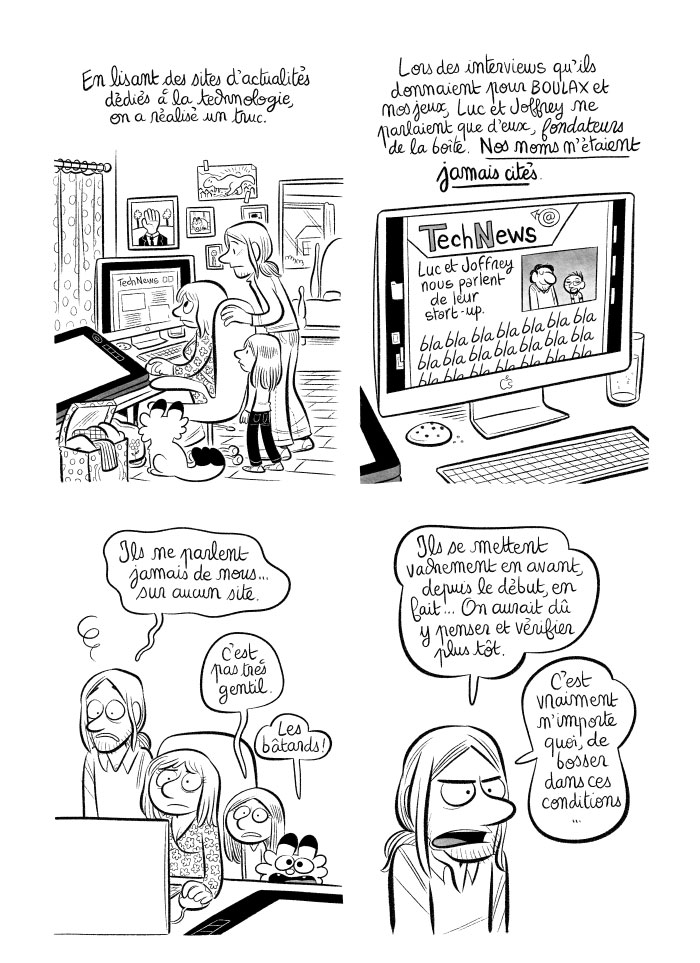 En lisant des sites d'actualités
dédiés à la technologie,
on a réalisé un truc.
TechNews
Lors des interviews qu'ils
donnaient pour BOULAX et
nos jeux, Luc et Joffrey ne
parlaient que d'eux, fondateurs
de la boîte. Nos noms n'étaient
jamais cités.
@
TechNews
Luc et Joffrey
nous parlent
de leur
start-up.
bla bla bla bla bla bla bla
bla bla bla bla bla bla bla
bla bla bla bla bla bla bla
Ils ne parlent
jamais de nous...
sur aucun site.
C'est
pas très
gentil.
Les
bâtards!
Ils se mettent
vachement en avant,
depuis le début, en
fait... On aurait dû
y penser et vérifier
plus tôt.
C'est
vraiment
n'importe
quoi, de
bosser
dans ces
conditions
...